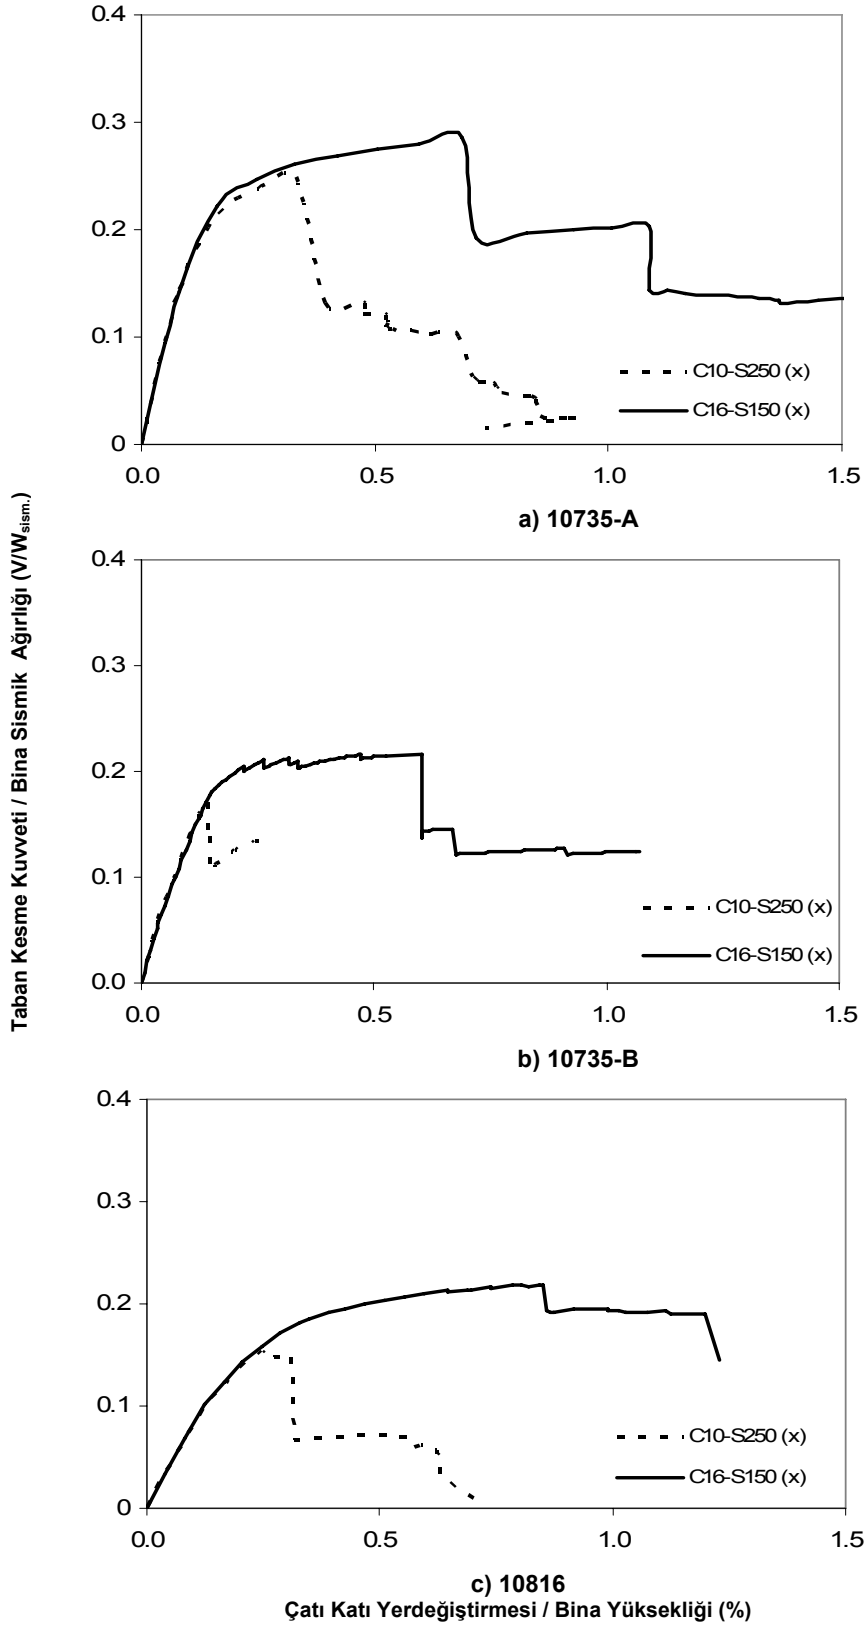 Taban Kesme Kuvveti / Bina Sismik Ağırlığı (V/Wsism.)
0.4
0.3
0.2
0.1
0
C10-S250 (x)
C16-S150 (x)
0.0 0.5 1.0 1.5
a) 10735-A
0.4
0.3
0.2
0.1
0.0
C10-S250 (x)
C16-S150 (x)
0.0 0.5 1.0 1.5
b) 10735-B
0.4
0.3
0.2
0.1
0
C10-S250 (x)
C16-S150 (x)
0.0 0.5 1.0 1.5
c) 10816
Çatı Katı Yerdeğiştirmesi / Bina Yüksekliği (%)